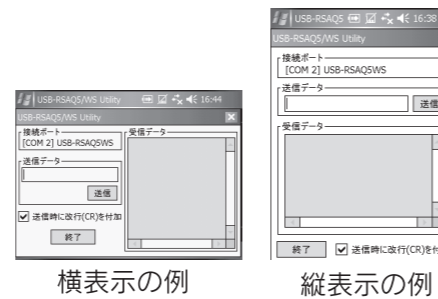 USB-RSAQ5/WS Utility 16:44
USB-RSAQ5/WS Utility
接続ポート
[COM 2] USB-RSAQ5WS
送信データ
送信
送信時に改行(CR)を付加
終了
受信データ
横表示の例
USB-RSAQ5 16:38
USB-RSAQ5/WS Utility
接続ポート
[COM 2] USB-RSAQ5WS
送信データ
送信
受信データ
終了 送信時に改行(CR)を
縦表示の例